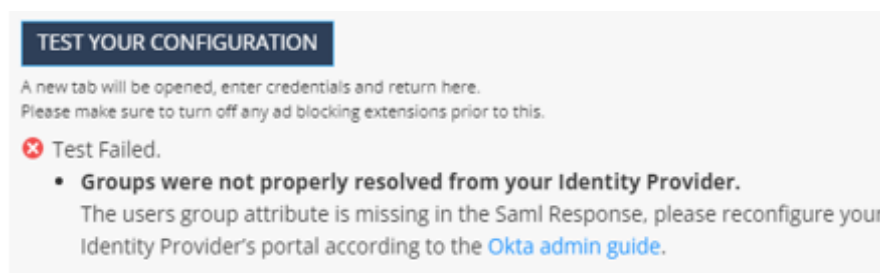 TEST YOUR CONFIGURATION
A new tab will be opened, enter credentials and return here.
Please make sure to turn off any ad blocking extensions prior to this.
Test Failed.
• Groups were not properly resolved from your Identity Provider.
The users group attribute is missing in the Saml Response, please reconfigure your
Identity Provider's portal according to the Okta admin guide.